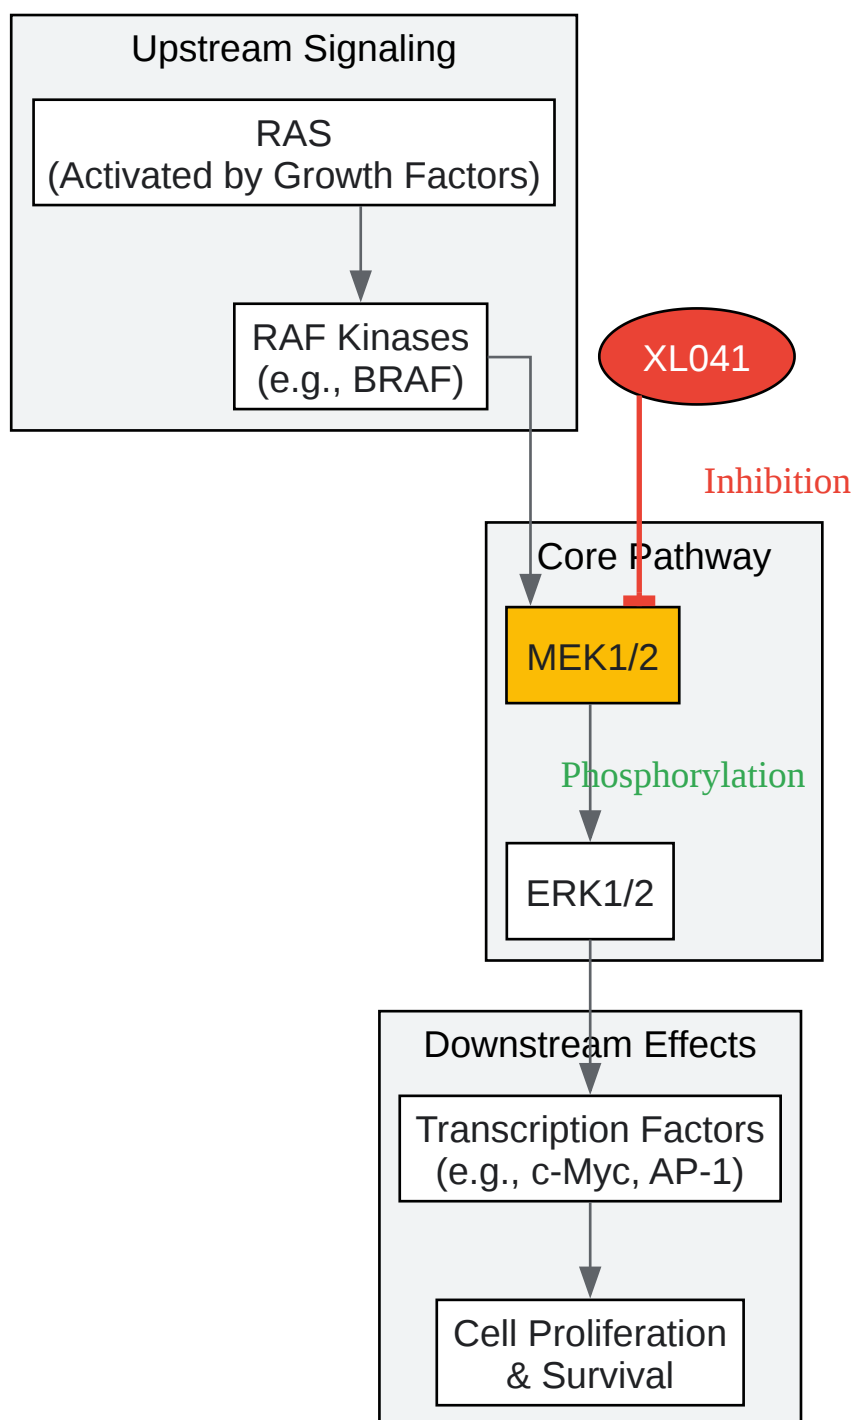 Upstream Signaling
RAS
(Activated by Growth Factors)
RAF Kinases
(e.g., BRAF)
XL041
Inhibition
Core Pathway
MEK1/2
Phosphorylation
ERK1/2
Downstream Effects
Transcription Factors
(e.g., c-Myc, AP-1)
Cell Proliferation
& Survival